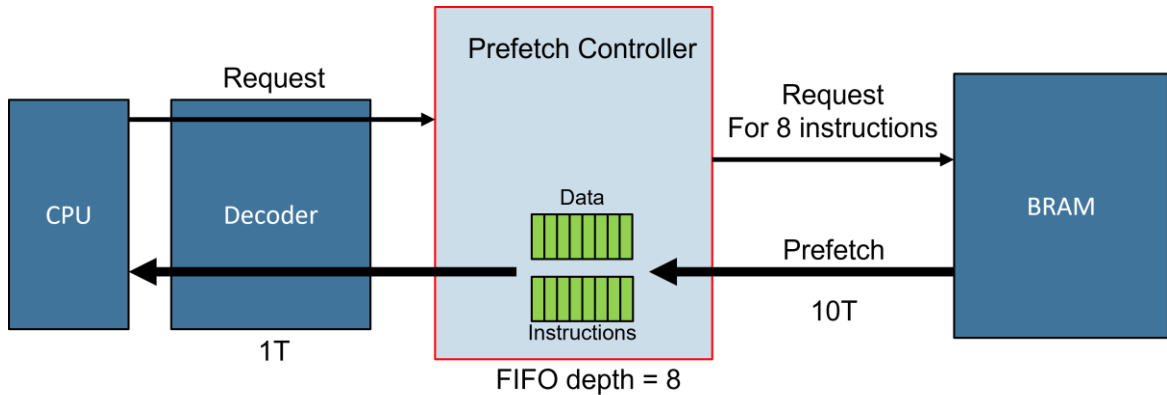 Prefetch Controller
Request
Request
For 8 instructions
CPU
Decoder
Data
BRAM
Prefetch
Instructions
1T
10T
FIFO depth = 8